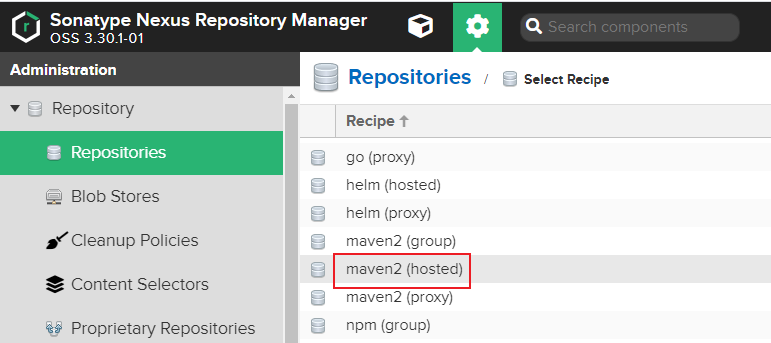 Sonatype Nexus Repository Manager
OSS 3.30.1-01
Search components
Administration
Repository
Repositories
Blob Stores
Cleanup Policies
Content Selectors
Proprietary Repositories
Repositories / Select Recipe
Recipe
go (proxy)
helm (hosted)
helm (proxy)
maven2 (group)
maven2 (hosted)
maven2 (proxy)
npm (group)